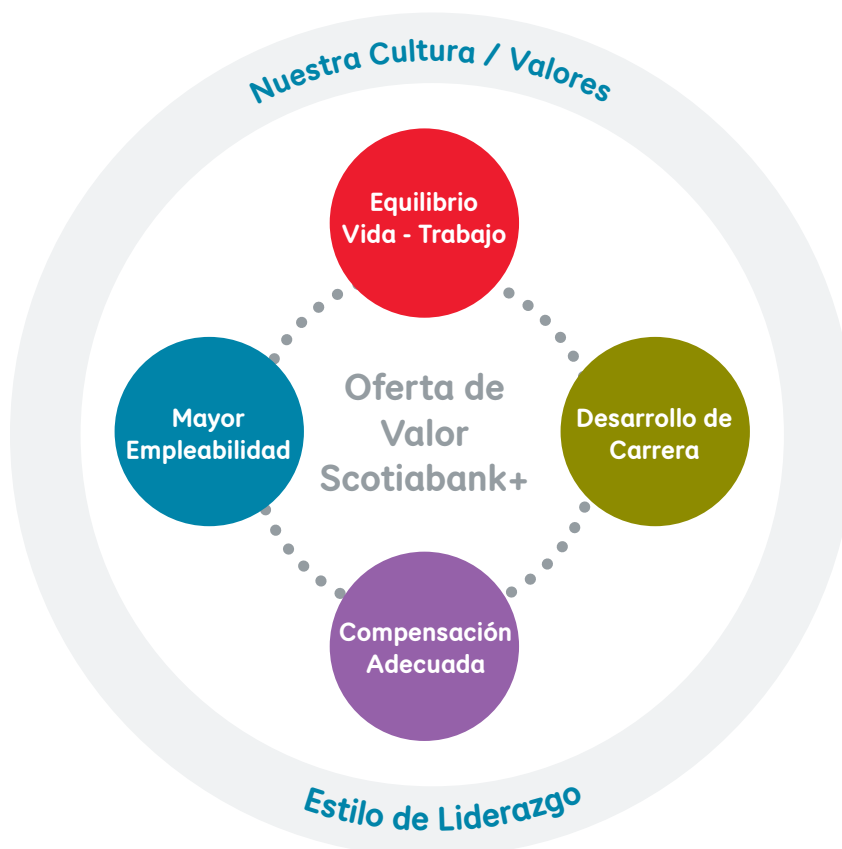 Nuestra Cultura / Valores
Equilibrio
Vida - Trabajo
Mayor
Empleabilidad
Oferta de
Valor
Scotiabank+
Desarrollo de
Carrera
Compensación
Adecuada
Estilo de Liderazgo